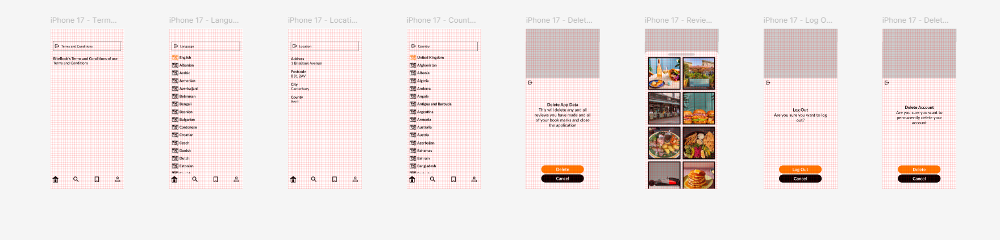 iPhone 17 - Term...
Terms and Conditions
BiteBook's Terms and Conditions of use
Terms and Conditions
iPhone 17 - Langu...
Language
English
Albanian
Arabic
Armenian
Azerbaijani
Belarusan
Bengali
Bosnian
Bulgarian
Cantonese
Croatian
Czech
Danish
Dutch
Estonian
iPhone 17 - Locati...
Location
Address
1 BiteBook Avenue
Postcode
BB1 2AV
City
Canterbury
County
Kent
iPhone 17 - Count...
Country
United Kingdom
Afghanistan
Albania
Algeria
Andorra
Angola
Antigua and Barbuda
Argentina
Armenia
Australia
Austria
Azerbaijan
Bahamas
Bahrain
Bangladesh
iPhone 17 - Delet...
Delete App Data
This will delete any and all
reviews you have made and all
of your book marks and close
the application
Delete
Cancel
iPhone 17 - Revie...
iPhone 17 - Log O...
Log Out
Are you sure you want to log
out?
Log Out
Cancel
iPhone 17 - Delet...
Delete Account
Are you sure you want to
permanently delete your
account
Delete
Cancel